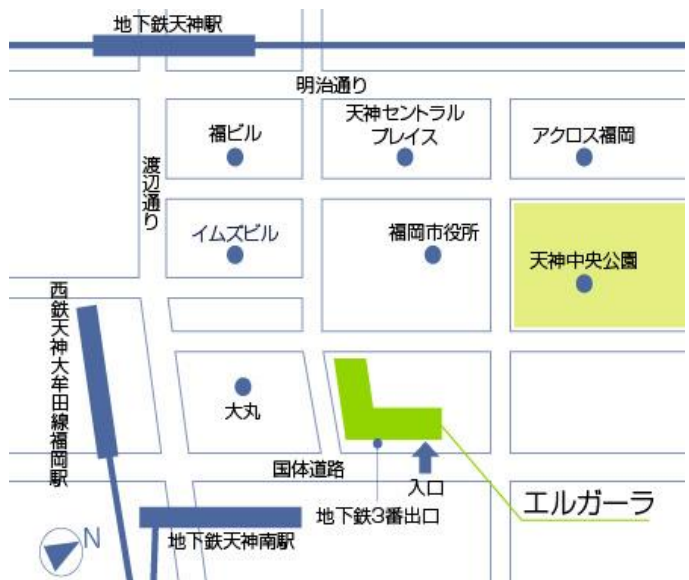 地下鉄天神駅
明治通り
福ビル
天神セントラル
プレイス
アクロス福岡
渡辺通り
イムズビル
福岡市役所
天神中央公園
西鉄天神大牟田線福岡駅
大丸
国体道路
入口
エルガーラ
地下鉄3番出口
地下鉄天神南駅
N